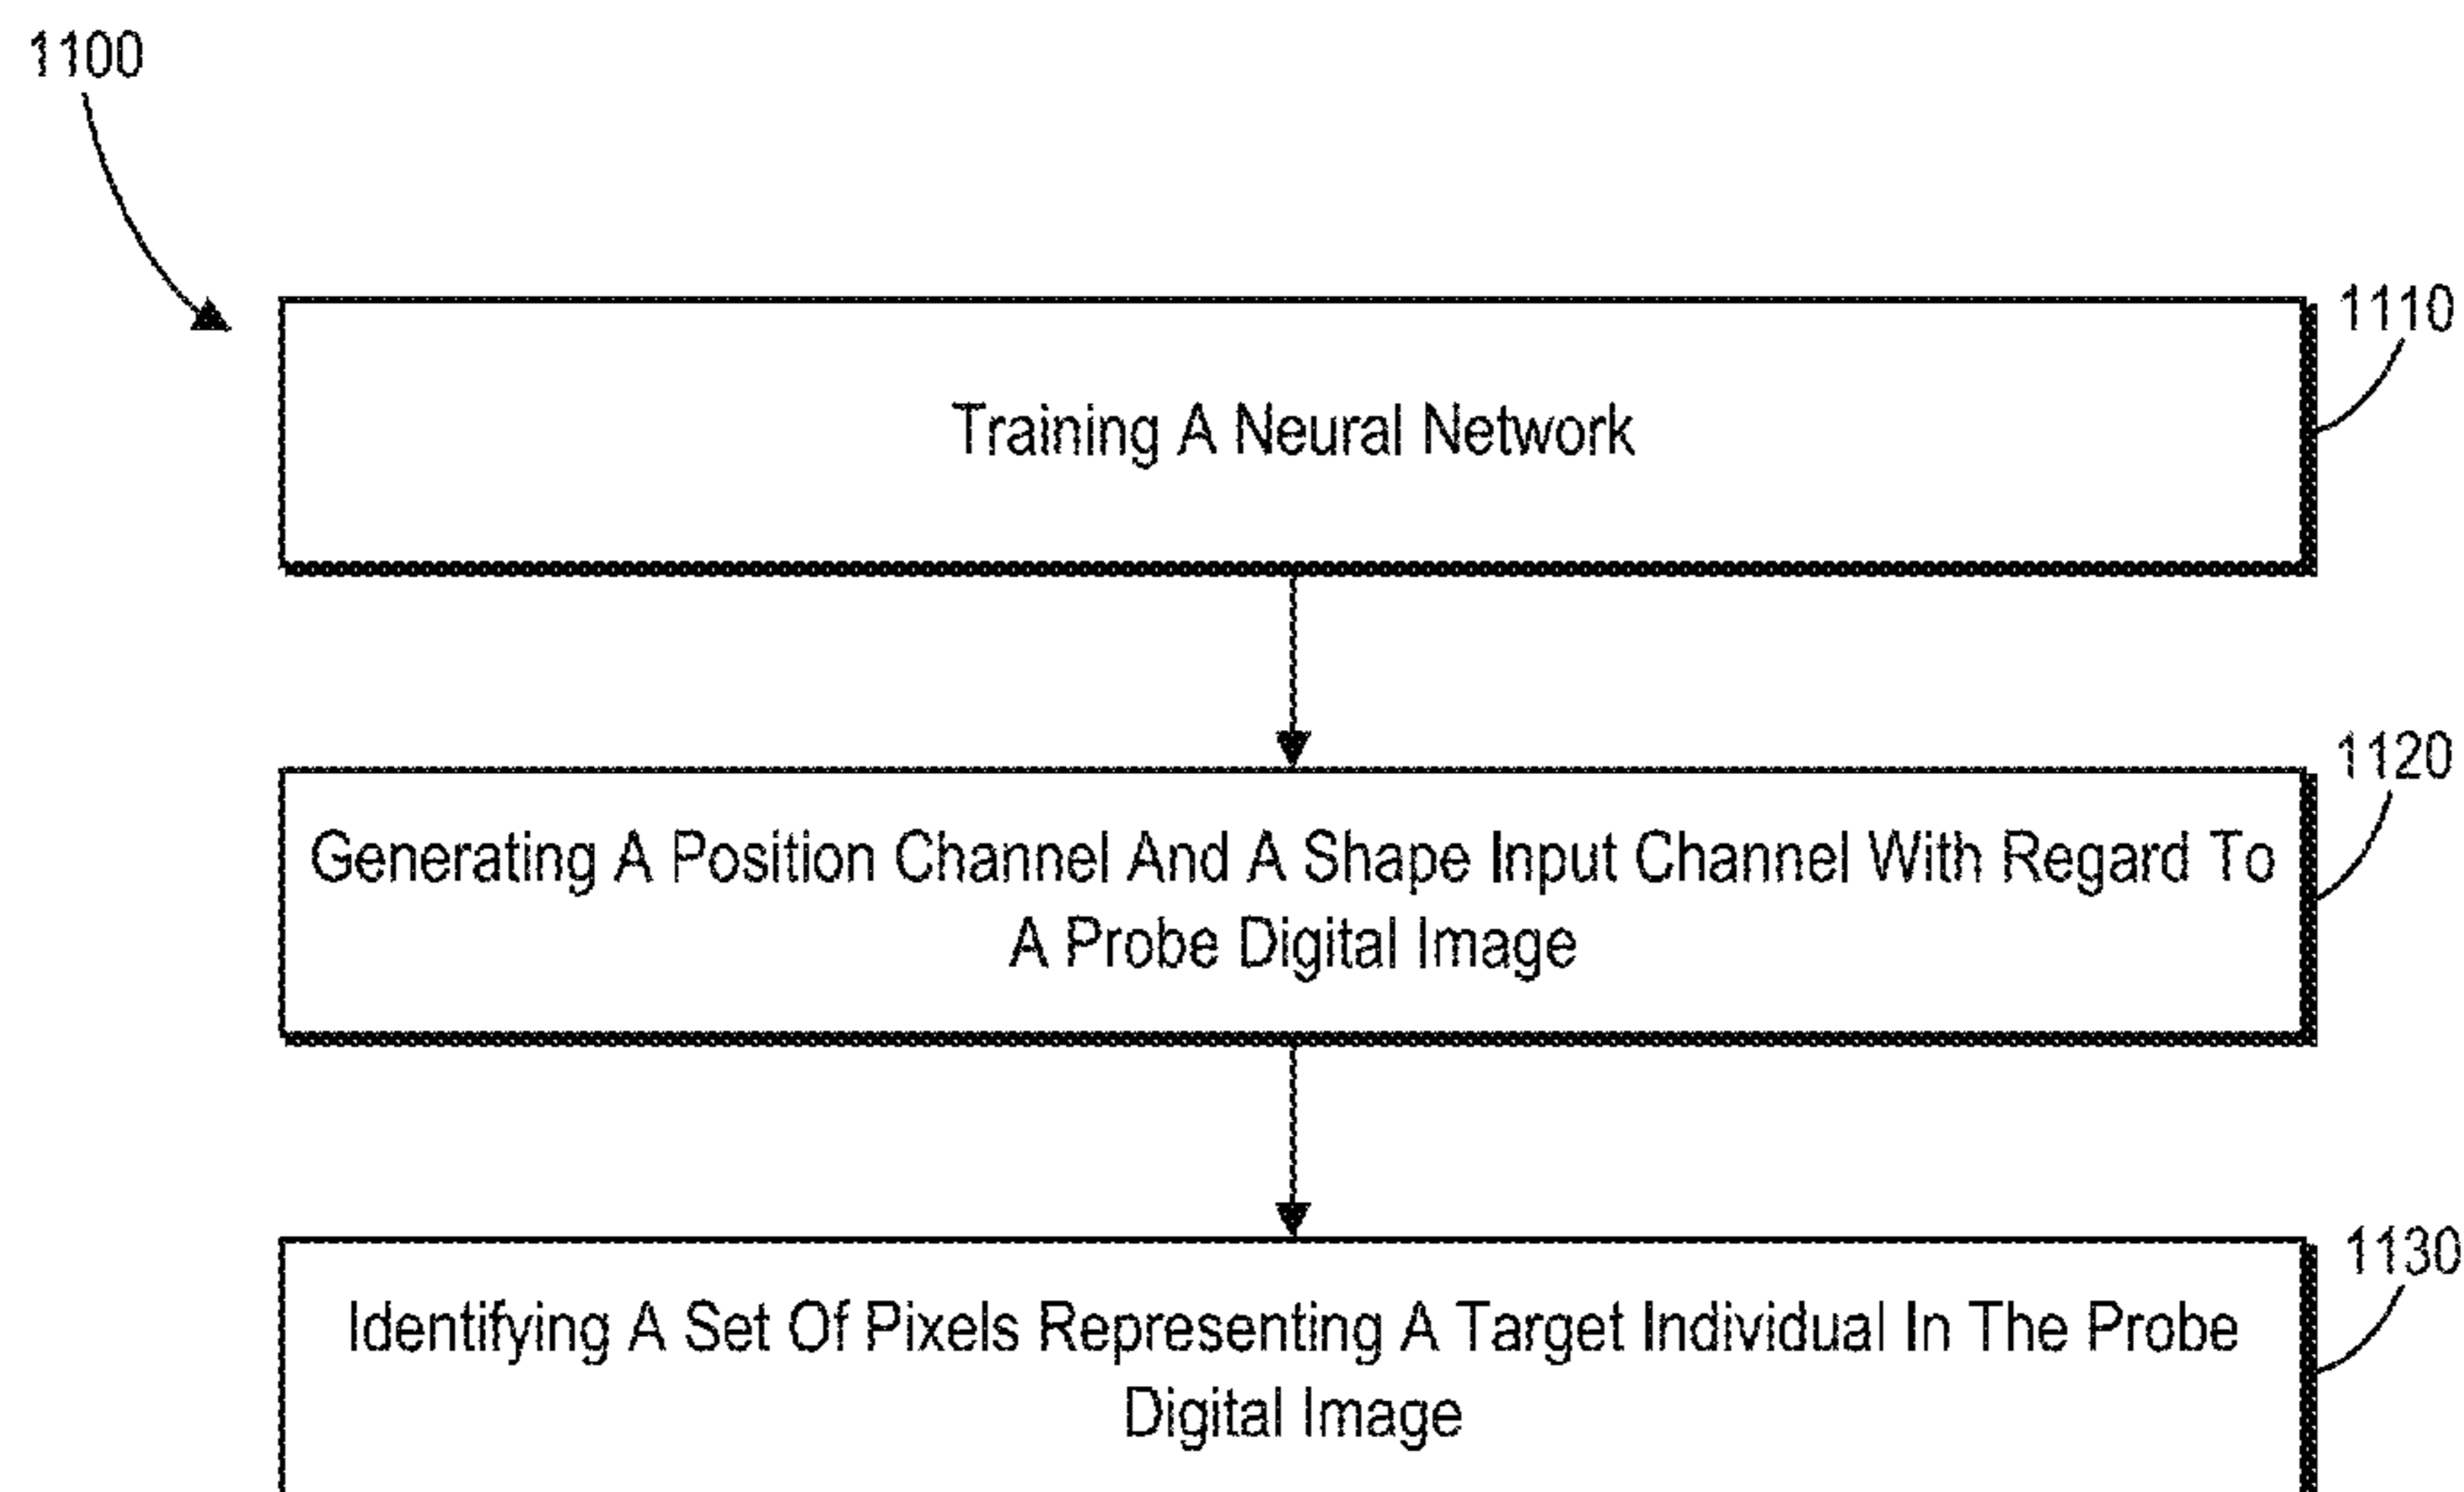 1100
1110
Training A Neural Network
1120
Generating A Position Channel And A Shape Input Channel With Regard To
A Probe Digital Image
1130
Identifying A Set Of Pixels Representing A Target Individual In The Probe
Digital Image